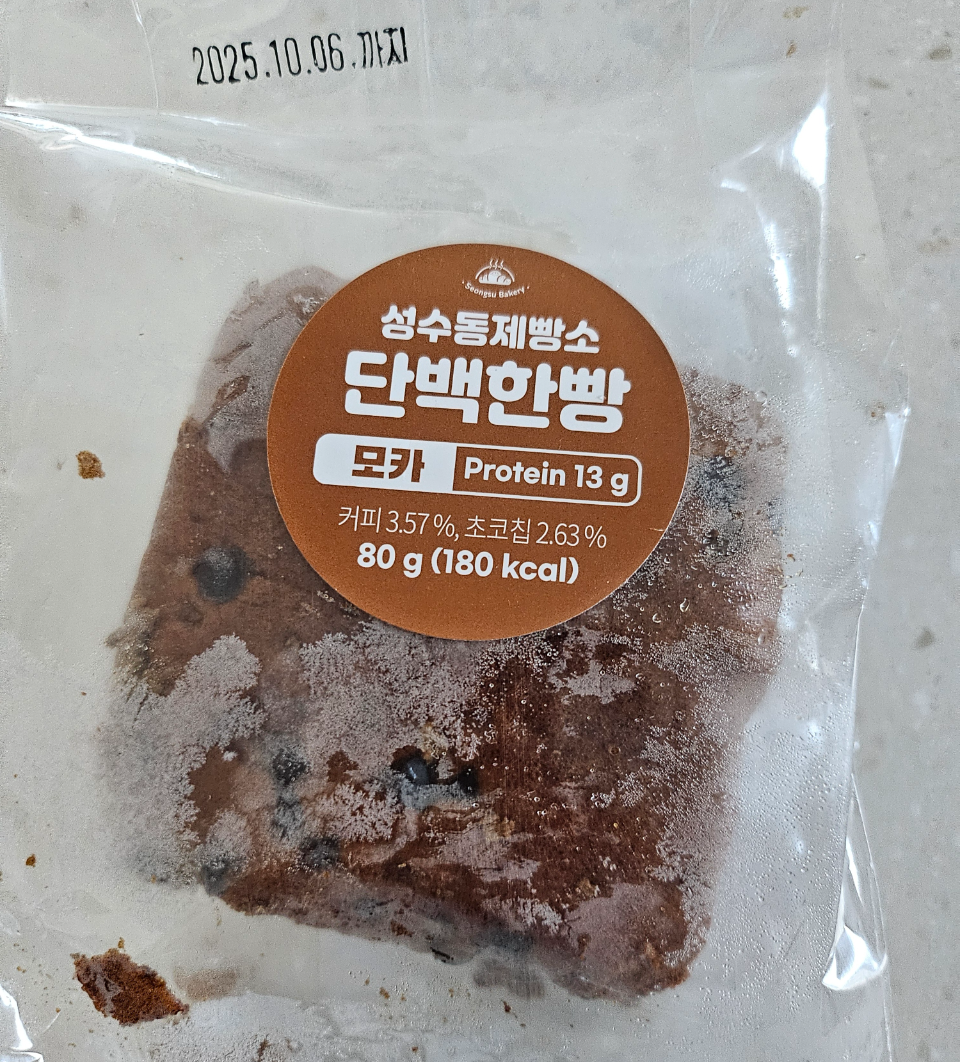 2025.10.06.까지
Seongsu Bakery
성수동제빵소
단백한빵
모카 Protein 13 g
커피 3.57 %, 초코칩 2.63 %
80 g (180 kcal)